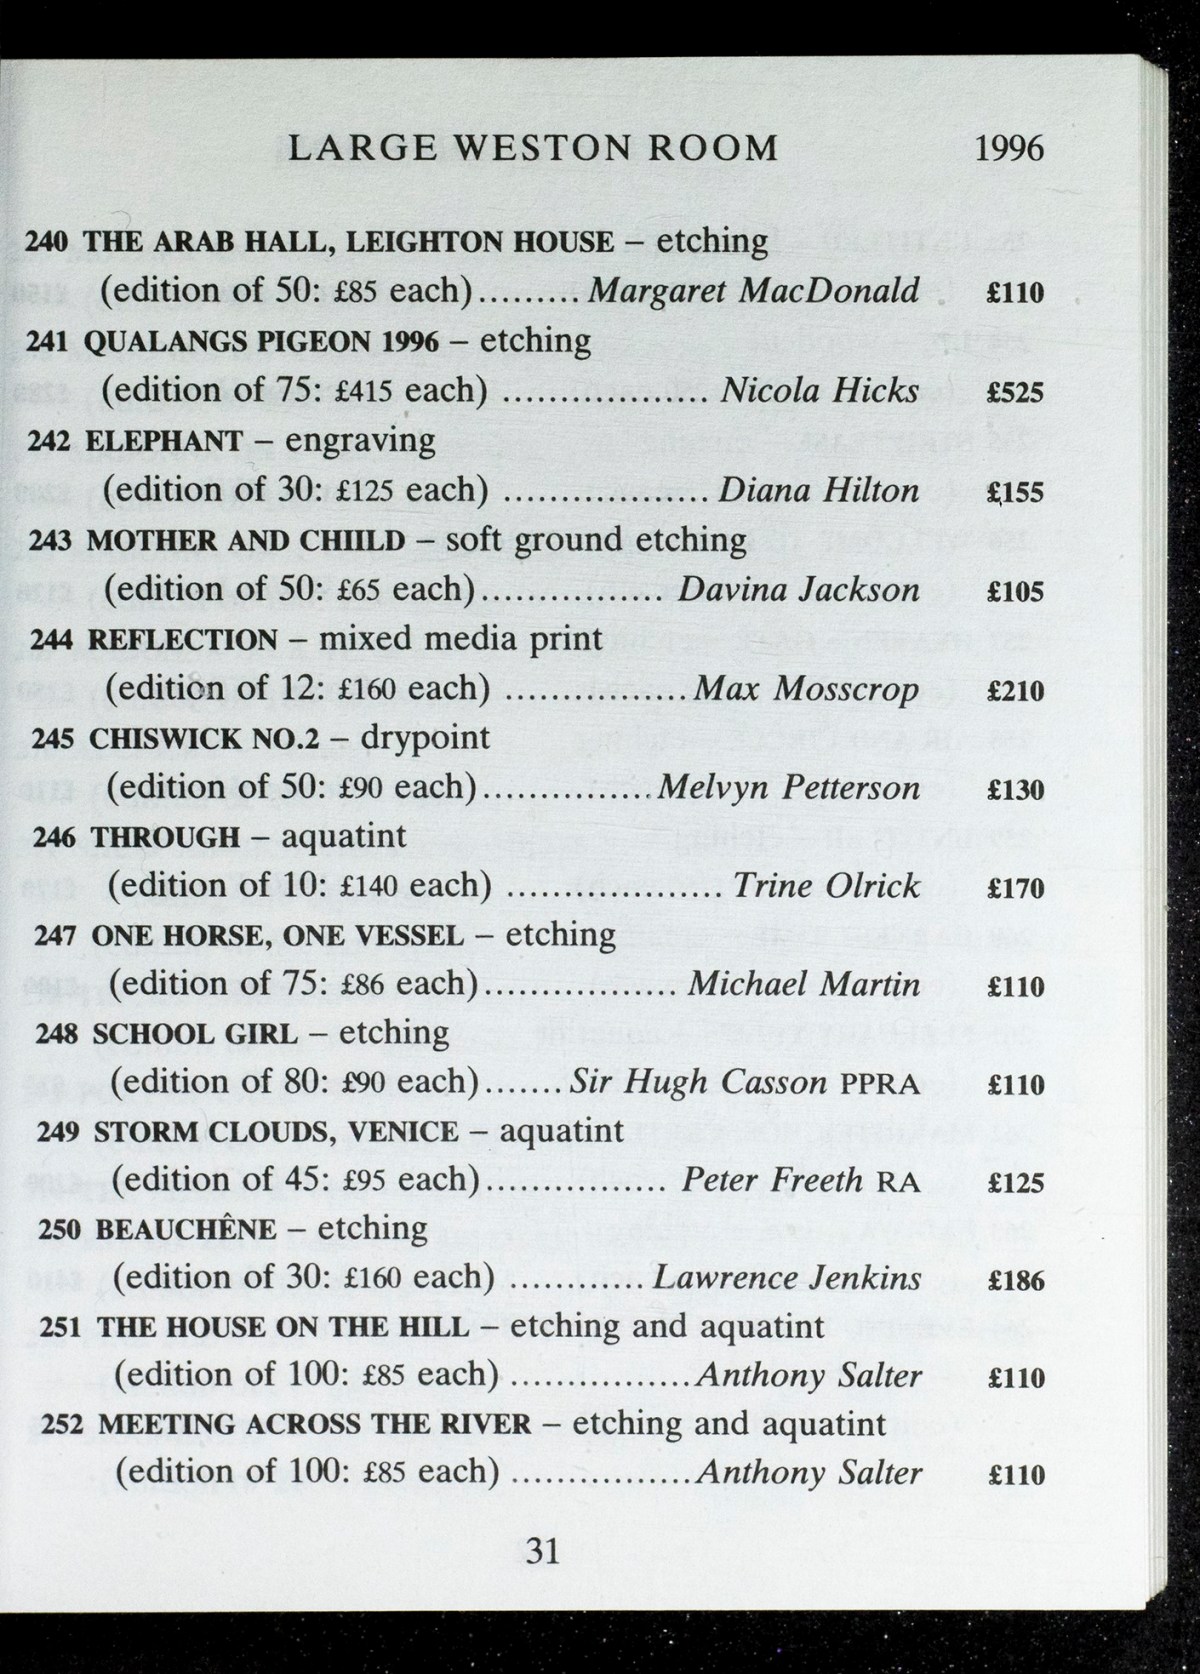 LARGE WESTON ROOM 1996
240 THE ARAB HALL, LEIGHTON HOUSE – etching
(edition of 50: £85 each)......... Margaret MacDonald £110
241 QUALANGS PIGEON 1996 – etching
(edition of 75: £415 each) .................. Nicola Hicks £525
242 ELEPHANT – engraving
(edition of 30: £125 each) .................. Diana Hilton £155
243 MOTHER AND CHIILD – soft ground etching
(edition of 50: £65 each)................ Davina Jackson £105
244 REFLECTION – mixed media print
(edition of 12: £160 each) ................Max Mosscrop £210
245 CHISWICK NO.2 – drypoint
(edition of 50: £90 each)...............Melvyn Petterson £130
246 THROUGH – aquatint
(edition of 10: £140 each) ................... Trine Olrick £170
247 ONE HORSE, ONE VESSEL – etching
(edition of 75: £86 each)................. Michael Martin £110
248 SCHOOL GIRL – etching
(edition of 80: £90 each).......Sir Hugh Casson PPRA £110
249 STORM CLOUDS, VENICE – aquatint
(edition of 45: £95 each)................ Peter Freeth RA £125
250 BEAUCHÊNE – etching
(edition of 30: £160 each) ............Lawrence Jenkins £186
251 THE HOUSE ON THE HILL – etching and aquatint
(edition of 100: £85 each) ................Anthony Salter £110
252 MEETING ACROSS THE RIVER – etching and aquatint
(edition of 100: £85 each) ................Anthony Salter £110
31